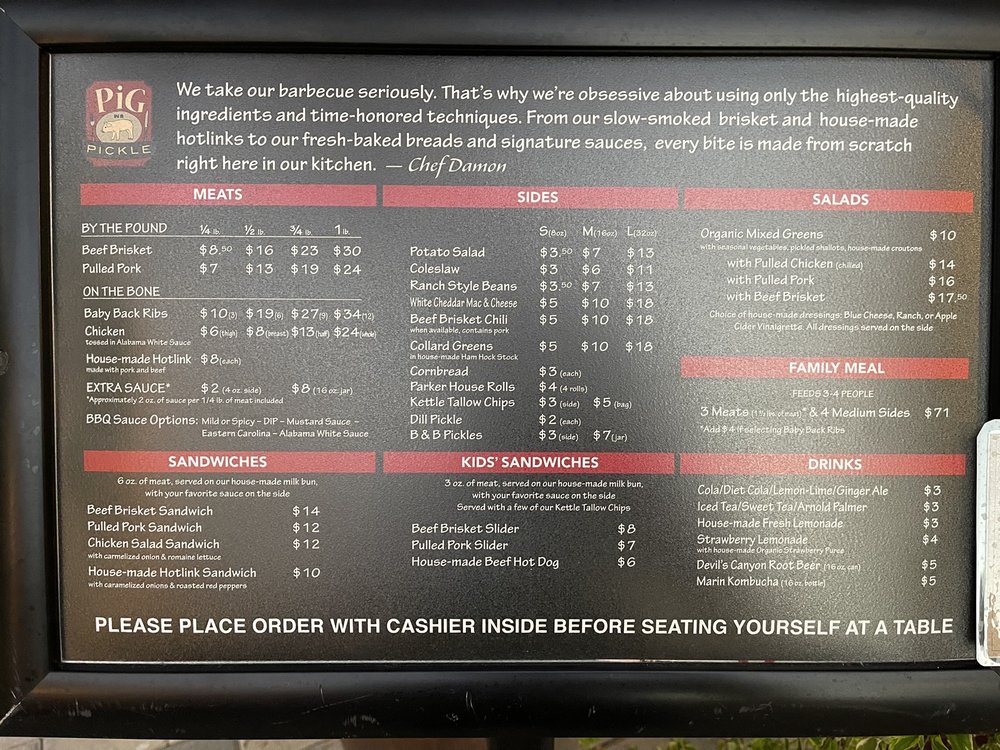 PiG
IN A
PICKLE
We take our barbecue seriously. That's why we're obsessive about using only the highest-quality
ingredients and time-honored techniques. From our slow-smoked brisket and house-made
hotlinks to our fresh-baked breads and signature sauces, every bite is made from scratch
right here in our kitchen. — Chef Damon
MEATS
BY THE POUND ¼ lb. ½ lb. ¾ lb. 1 lb.
Beef Brisket $8.50 $16 $23 $30
Pulled Pork $7 $13 $19 $24
ON THE BONE
Baby Back Ribs $10(3) $19(6) $27(9) $34(12)
Chicken $6(thigh) $8(breast) $13(half) $24(whole)
tossed in Alabama White Sauce
House-made Hotlink $8(each)
made with pork and beef
EXTRA SAUCE* $2 (4 oz. side) $8 (16 oz. jar)
*Approximately 2 oz. of sauce per 1/4 lb. of meat included
BBQ Sauce Options: Mild or Spicy – DIP – Mustard Sauce –
Eastern Carolina – Alabama White Sauce
SIDES
S(8oz) M(16oz) L(32oz)
Potato Salad $3.50 $7 $13
Coleslaw $3 $6 $11
Ranch Style Beans $3.50 $7 $13
White Cheddar Mac & Cheese $5 $10 $18
Beef Brisket Chili $5 $10 $18
when available, contains pork
Collard Greens $5 $10 $18
in house-made Ham Hock Stock
Cornbread $3 (each)
Parker House Rolls $4 (4 rolls)
Kettle Tallow Chips $3 (side) $5 (bag)
Dill Pickle $2 (each)
B & B Pickles $3 (side) $7(jar)
SALADS
Organic Mixed Greens $10
with seasonal vegetables, pickled shallots, house-made croutons
with Pulled Chicken (chilled) $14
with Pulled Pork $16
with Beef Brisket $17.50
Choice of house-made dressings: Blue Cheese, Ranch, or Apple
Cider Vinaigrette. All dressings served on the side
FAMILY MEAL
FEEDS 3-4 PEOPLE
3 Meats (1 ½ lbs. of meat)* & 4 Medium Sides $71
*Add $4 if selecting Baby Back Ribs
SANDWICHES
6 oz. of meat, served on our house-made milk bun,
with your favorite sauce on the side
Beef Brisket Sandwich $14
Pulled Pork Sandwich $12
Chicken Salad Sandwich $12
with carmelized onion & romaine lettuce
House-made Hotlink Sandwich $10
with caramelized onions & roasted red peppers
KIDS' SANDWICHES
3 oz. of meat, served on our house-made milk bun,
with your favorite sauce on the side
Served with a few of our Kettle Tallow Chips
Beef Brisket Slider $8
Pulled Pork Slider $7
House-made Beef Hot Dog $6
DRINKS
Cola/Diet Cola/Lemon-Lime/Ginger Ale $3
Iced Tea/Sweet Tea/Arnold Palmer $3
House-made Fresh Lemonade $3
Strawberry Lemonade $4
with house-made Organic Strawberry Puree
Devil's Canyon Root Beer (16 oz. can) $5
Marin Kombucha (16 oz. bottle) $5
PLEASE PLACE ORDER WITH CASHIER INSIDE BEFORE SEATING YOURSELF AT A TABLE